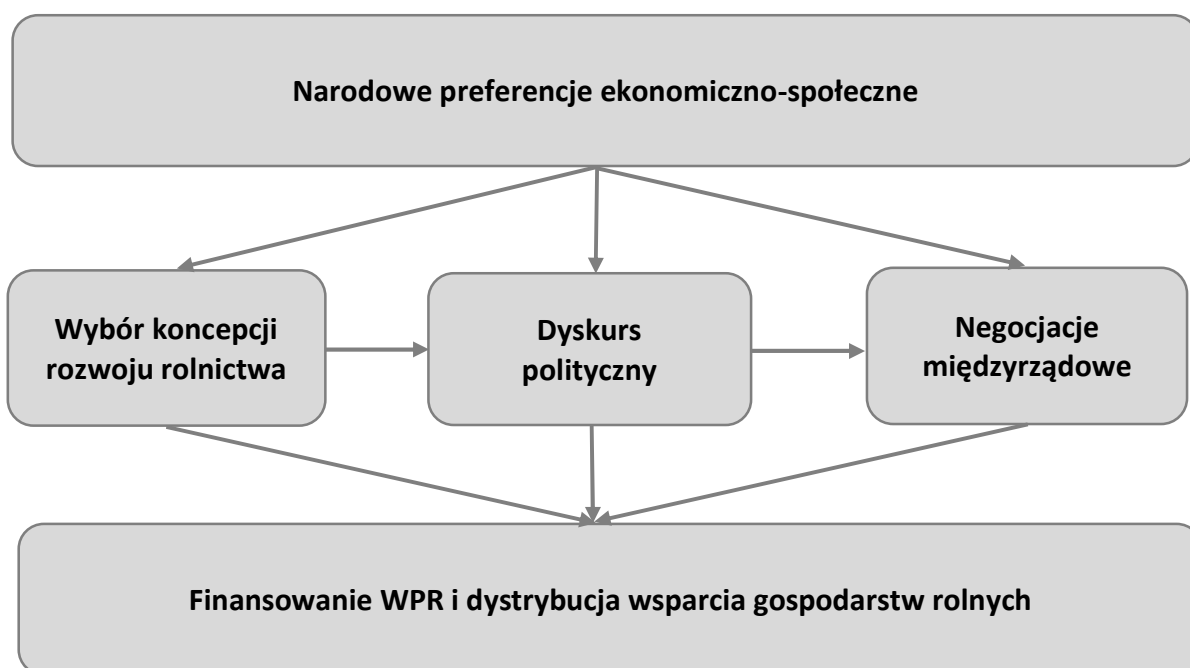 Narodowe preferencje ekonomiczno-społeczne
Wybór koncepcji
rozwoju rolnictwa
Dyskurs
polityczny
Negocjacje
międzyrządowe
Finansowanie WPR i dystrybucja wsparcia gospodarstw rolnych